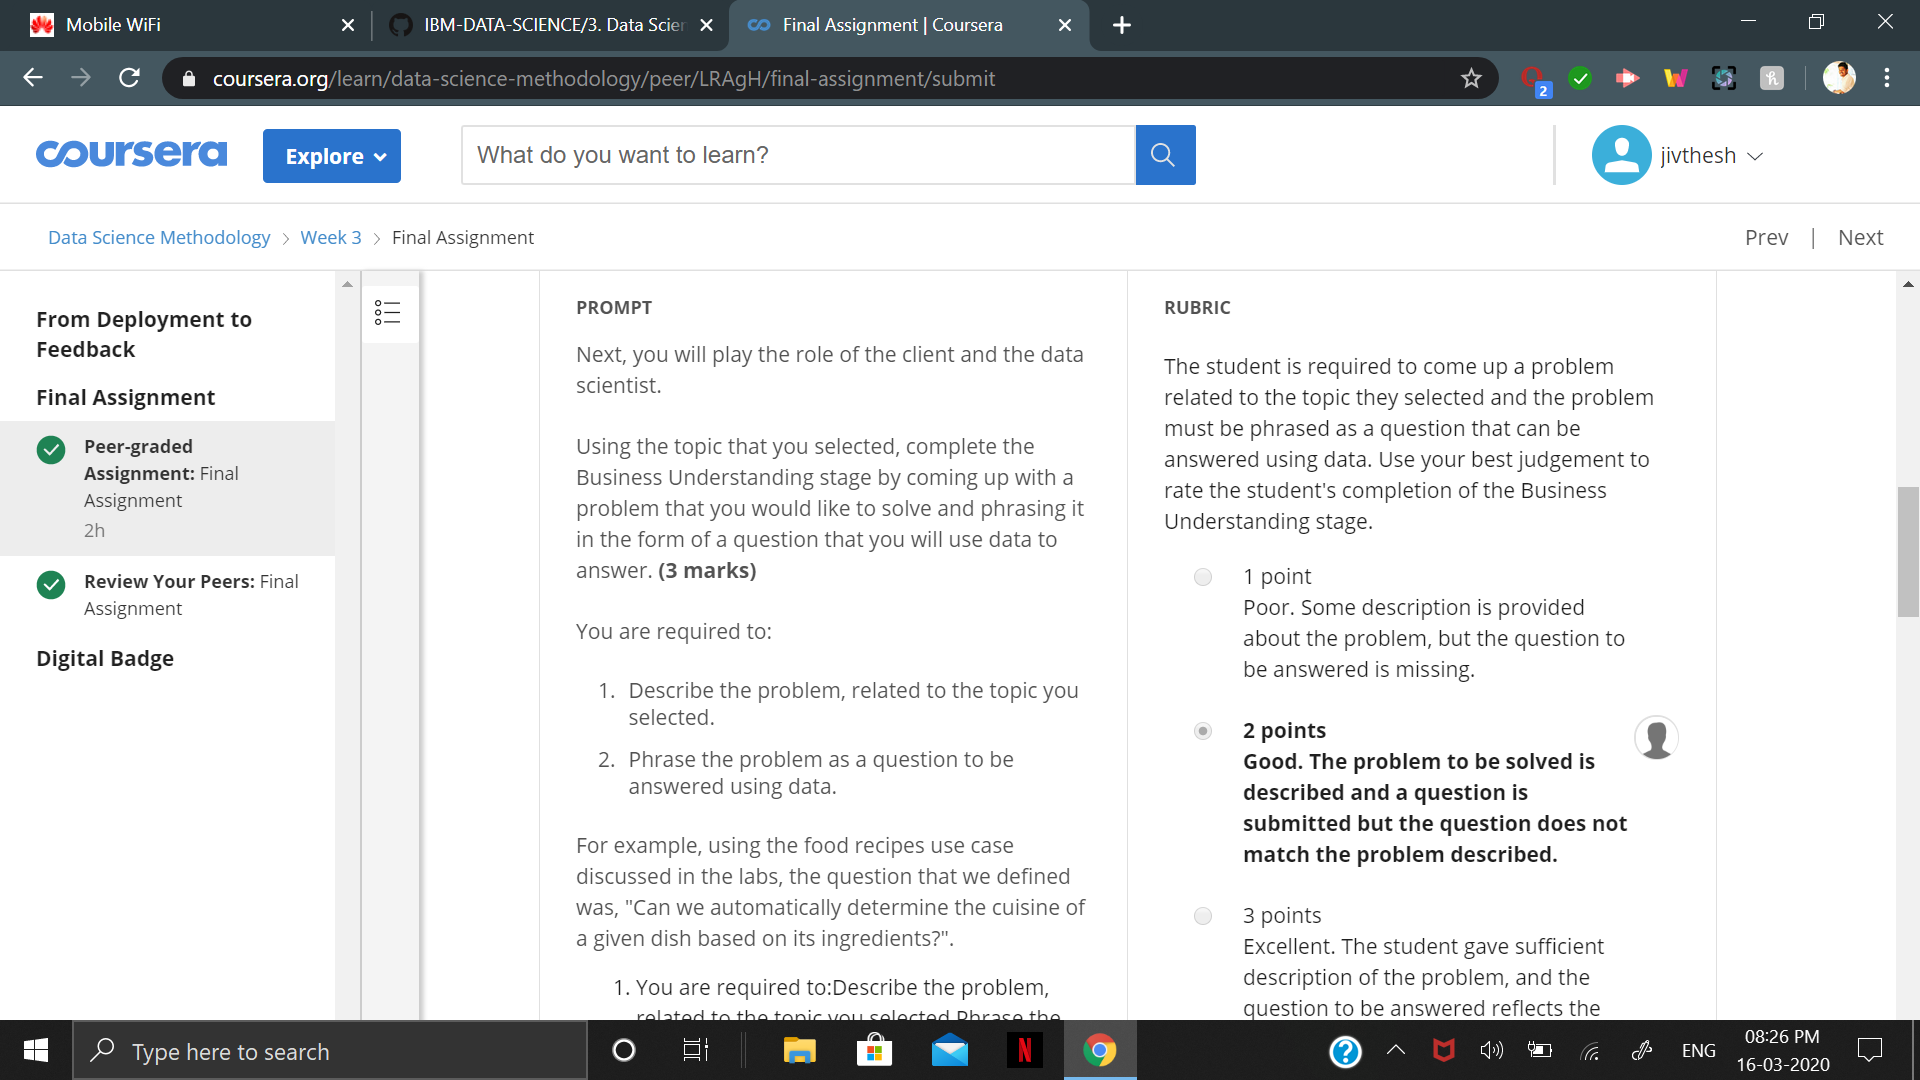 Mobile WiFi
IBM-DATA-SCIENCE/3. Data Scien
Final Assignment | Coursera
coursera.org/learn/data-science-methodology/peer/LRAgH/final-assignment/submit
2
coursera
Explore
What do you want to learn?
jivthesh
Data Science Methodology > Week 3 > Final Assignment
Prev | Next
From Deployment to
Feedback
Final Assignment
Peer-graded
Assignment: Final
Assignment
2h
Review Your Peers: Final
Assignment
Digital Badge
PROMPT
Next, you will play the role of the client and the data
scientist.
Using the topic that you selected, complete the
Business Understanding stage by coming up with a
problem that you would like to solve and phrasing it
in the form of a question that you will use data to
answer. (3 marks)
You are required to:
1. Describe the problem, related to the topic you
selected.
2. Phrase the problem as a question to be
answered using data.
For example, using the food recipes use case
discussed in the labs, the question that we defined
was, "Can we automatically determine the cuisine of
a given dish based on its ingredients?".
1. You are required to:Describe the problem,
related to the topic you selected.Phrase the
RUBRIC
The student is required to come up a problem
related to the topic they selected and the problem
must be phrased as a question that can be
answered using data. Use your best judgement to
rate the student's completion of the Business
Understanding stage.
1 point
Poor. Some description is provided
about the problem, but the question to
be answered is missing.
2 points
Good. The problem to be solved is
described and a question is
submitted but the question does not
match the problem described.
3 points
Excellent. The student gave sufficient
description of the problem, and the
question to be answered reflects the
Type here to search
N
ENG
08:26 PM
16-03-2020